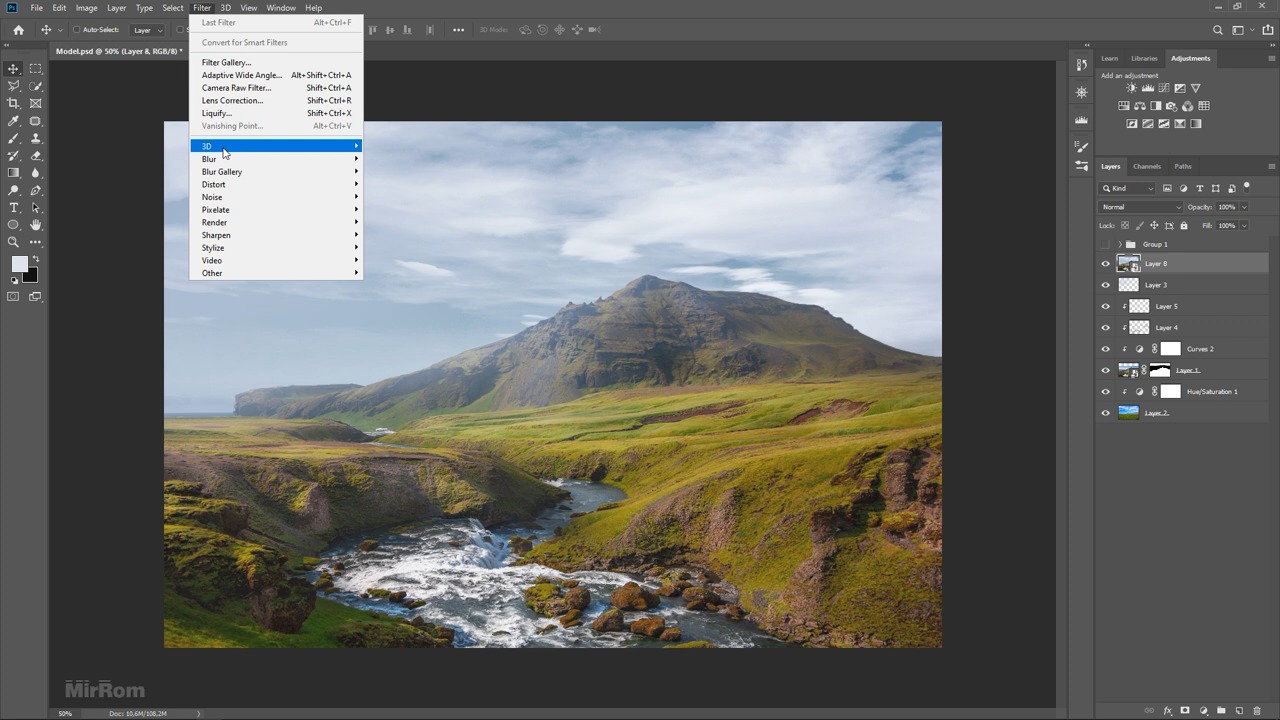 Ps File Edit Image Layer Type Select Filter 3D View Window Help
Auto-Select: Layer 3D Mode:
Model.psd @ 50% (Layer 8, RGB/8) *
Last Filter Alt+Ctrl+F
Convert for Smart Filters
Filter Gallery...
Adaptive Wide Angle... Alt+Shift+Ctrl+A
Camera Raw Filter... Shift+Ctrl+A
Lens Correction... Shift+Ctrl+R
Liquify... Shift+Ctrl+X
Vanishing Point... Alt+Ctrl+V
3D
Blur
Blur Gallery
Distort
Noise
Pixelate
Render
Sharpen
Stylize
Video
Other
Learn Libraries Adjustments
Add an adjustment
Layers Channels Paths
Kind
Normal Opacity: 100%
Lock: Fill: 100%
Group 1
Layer 8
Layer 3
Layer 5
Layer 4
Curves 2
Layer 1
Hue/Saturation 1
Layer 2
MirRom
50% Doc: 10,6M/108,2M